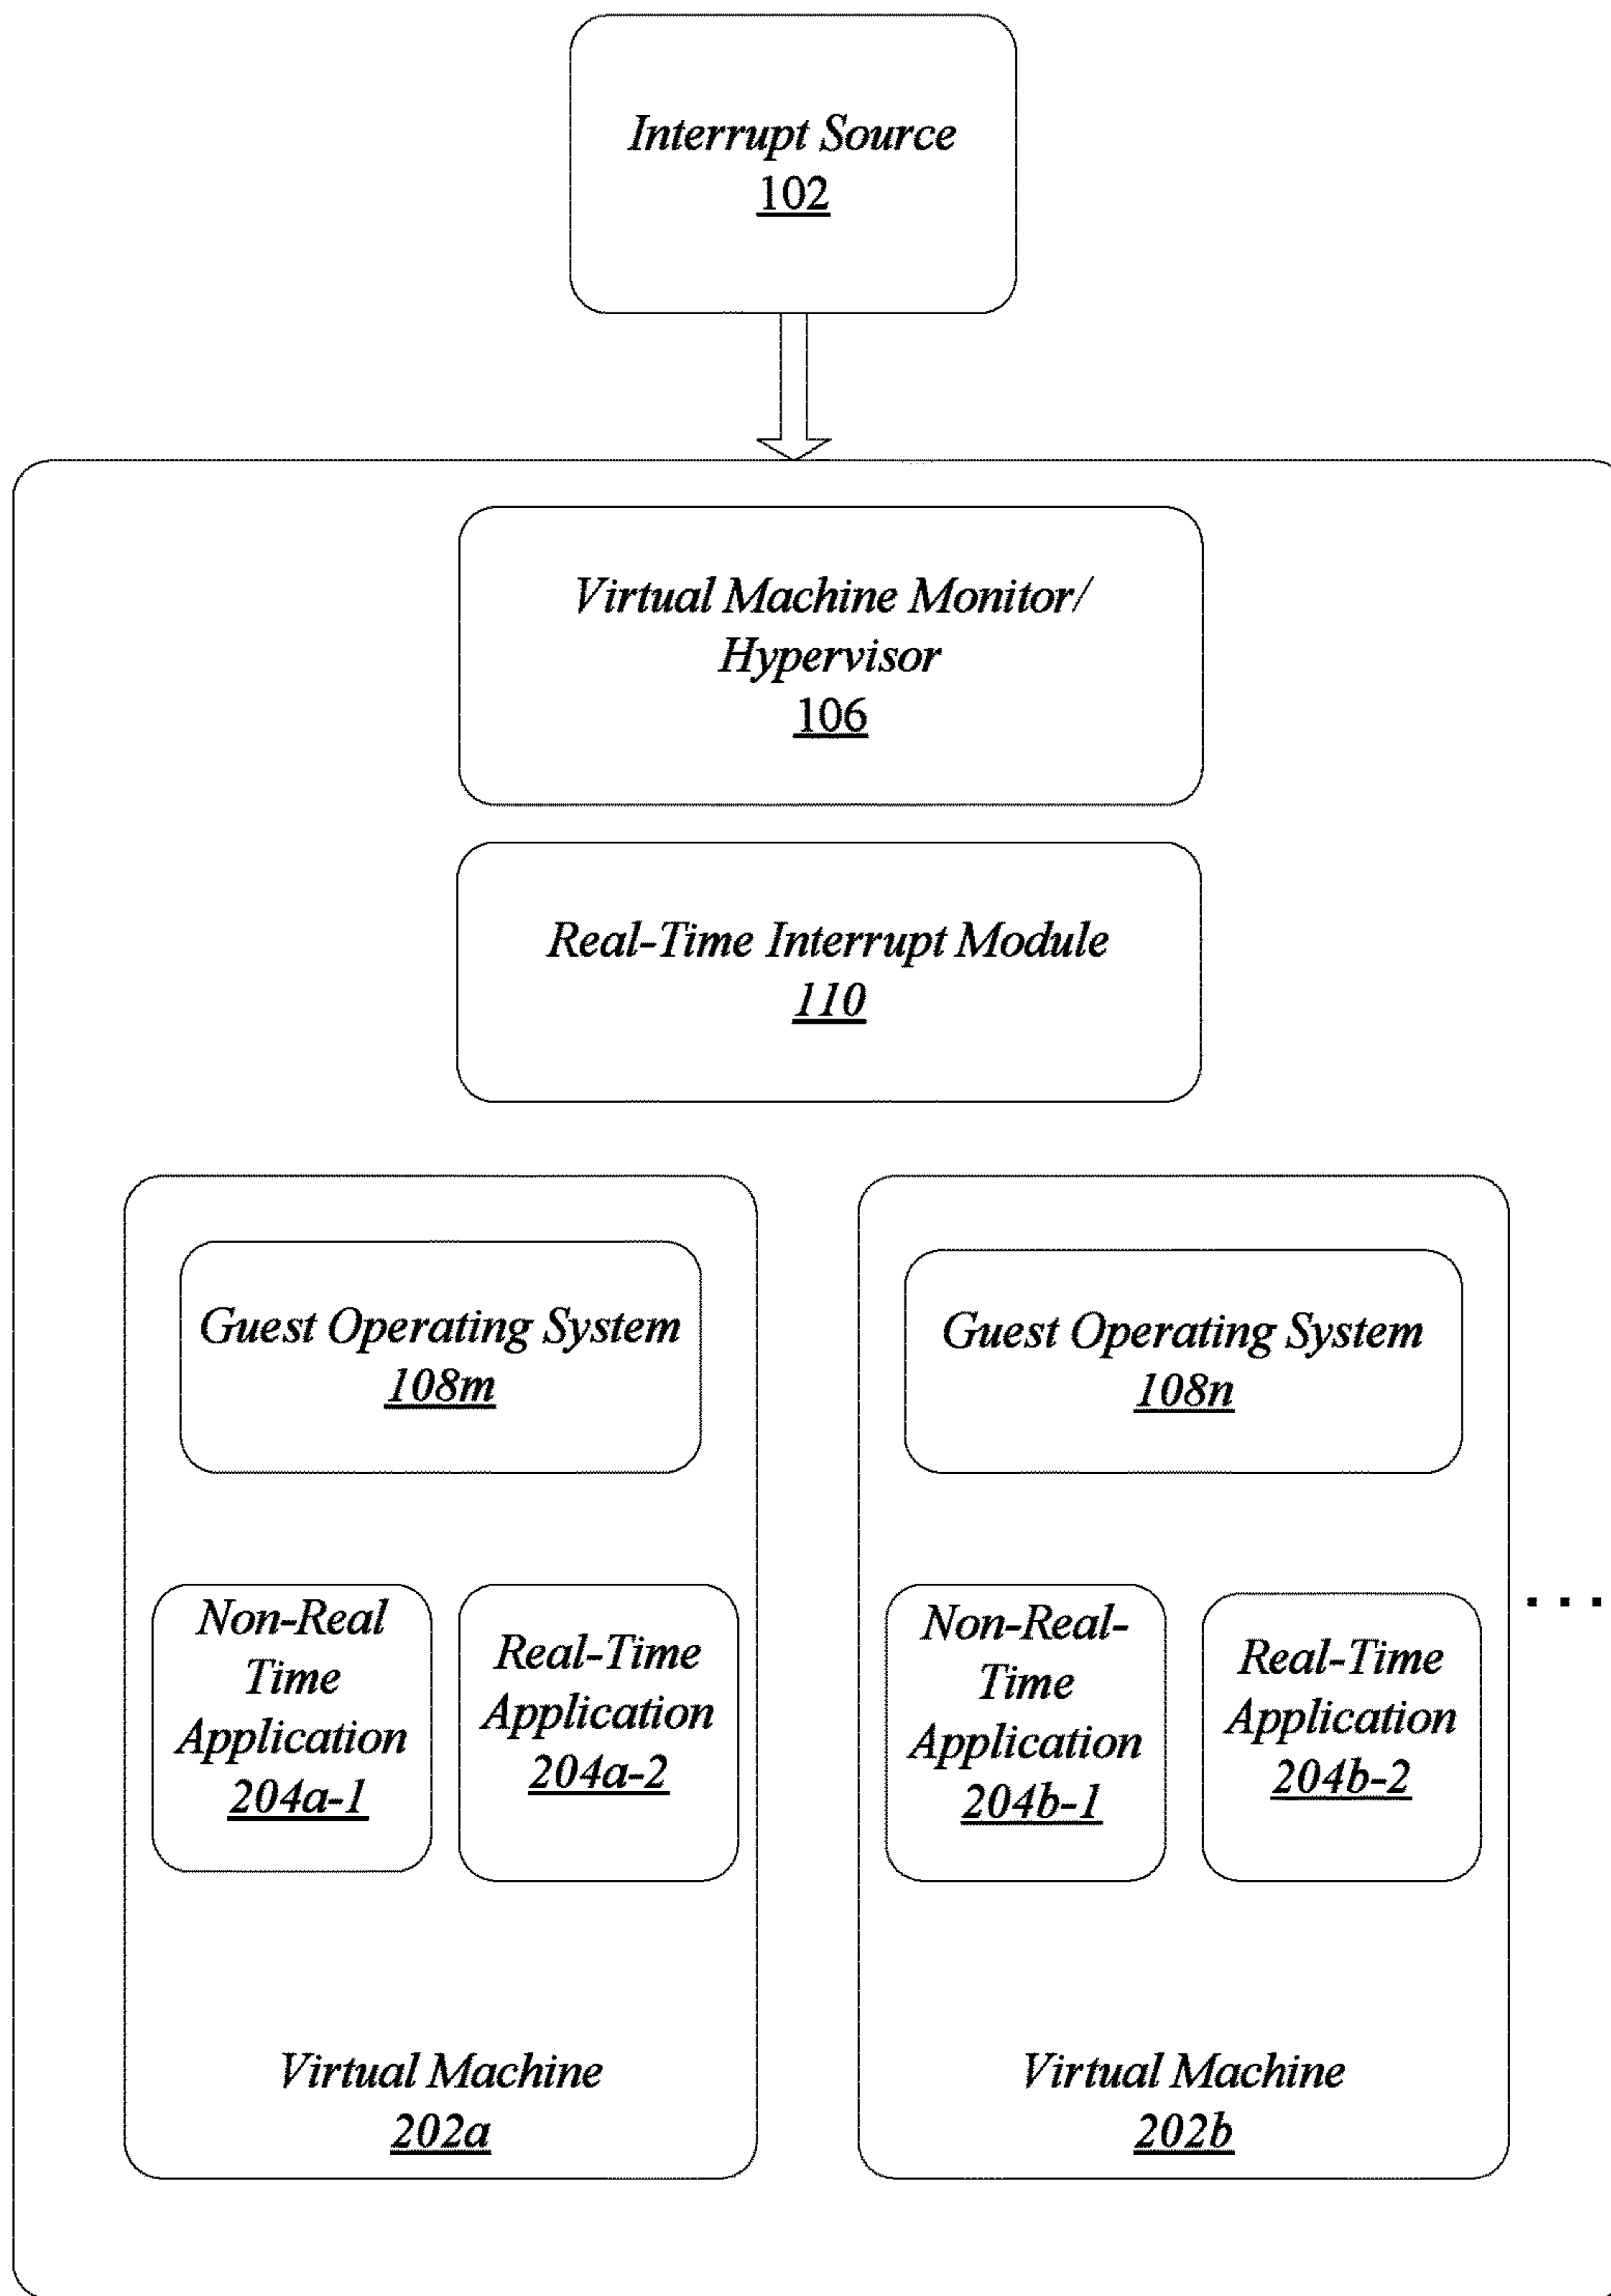 Interrupt Source
102
Virtual Machine Monitor/
Hypervisor
106
Real-Time Interrupt Module
110
Guest Operating System
108m
Non-Real
Time
Application
204a-1
Real-Time
Application
204a-2
Virtual Machine
202a
Guest Operating System
108n
Non-Real-
Time
Application
204b-1
Real-Time
Application
204b-2
Virtual Machine
202b
...